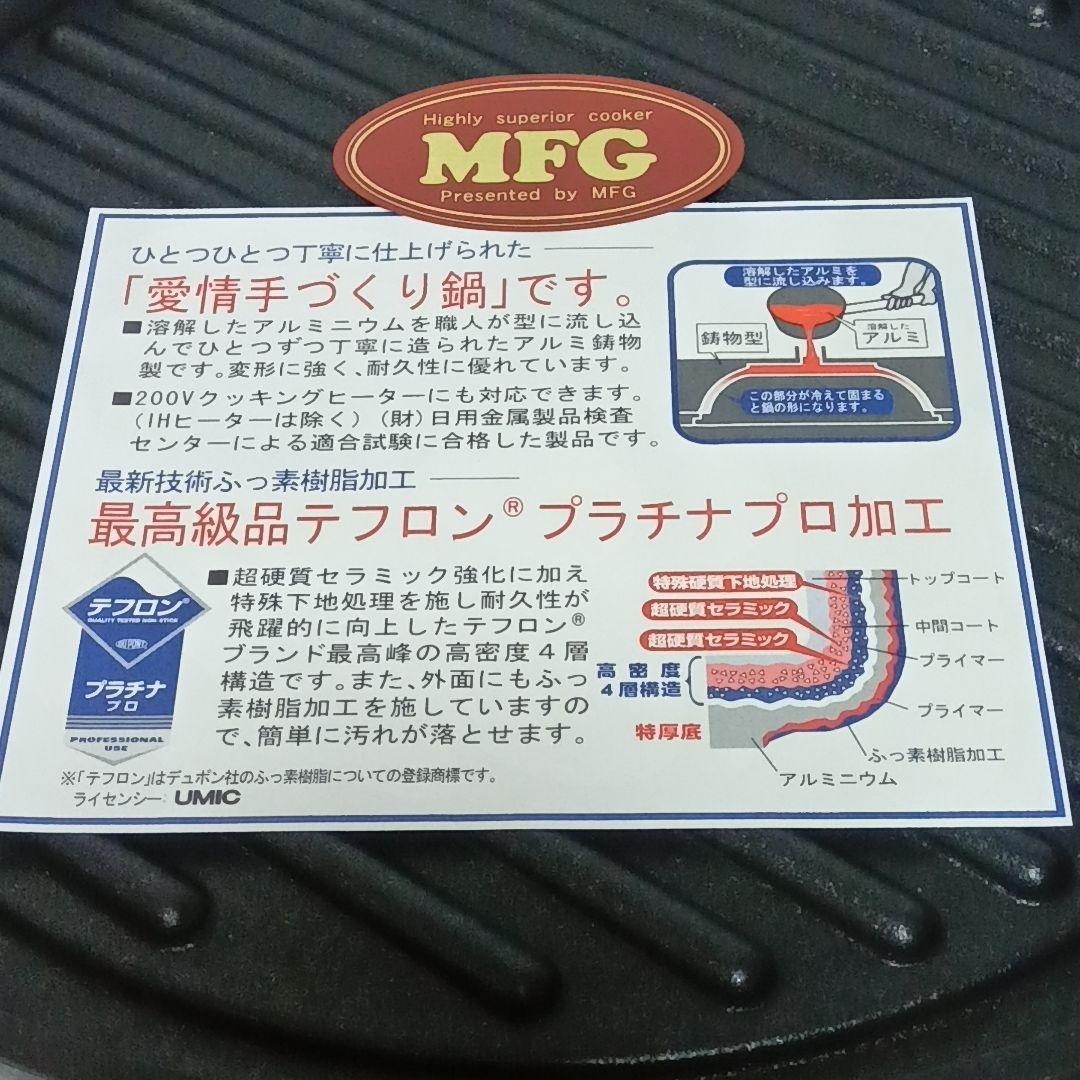 Highly superior cooker
MFG
Presented by MFG
ひとつひとつ丁寧に仕上げられた
「愛情手づくり鍋」です。
■溶解したアルミニウムを職人が型に流し込
んでひとつずつ丁寧に造られたアルミ鋳物
製です。変形に強く、耐久性に優れています。
■200Vクッキングヒーターにも対応できます。
(IHヒーターは除く) (財)日用金属製品検査
センターによる適合試験に合格した製品です。
溶解したアルミを
型に流し込みます。
鋳物型
溶解した
アルミ
この部分が冷えて固まる
と鍋の形になります。
最新技術ふっ素樹脂加工
最高級品テフロン®プラチナプロ加工
テフロン®
QUALITY TESTED NON-STICK
DU PONT
プラチナ
プロ
PROFESSIONAL
USE
■超硬質セラミック強化に加え
特殊下地処理を施し耐久性が
飛躍的に向上したテフロン®
ブランド最高峰の高密度4層
構造です。また、外面にもふっ
素樹脂加工を施していますの
で、簡単に汚れが落とせます。
特殊硬質下地処理
超硬質セラミック
超硬質セラミック
高密度
4層構造
特厚底
トップコート
中間コート
プライマー
プライマー
ふっ素樹脂加工
アルミニウム
※「テフロン」はデュポン社のふっ素樹脂についての登録商標です。
ライセンシー: UMIC